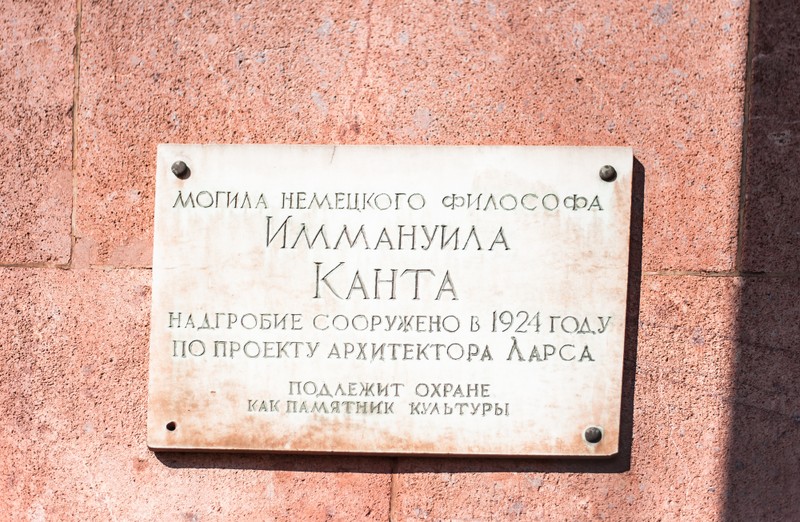 МОГИЛА НЕМЕЦКОГО ФИЛОСОФА
ИММАНУИЛА
КАНТА
НАДГРОБИЕ СООРУЖЕНО В 1924 ГОДУ
ПО ПРОЕКТУ АРХИТЕКТОРА ЛАРСА
ПОДЛЕЖИТ ОХРАНЕ
КАК ПАМЯТНИК КУЛЬТУРЫ